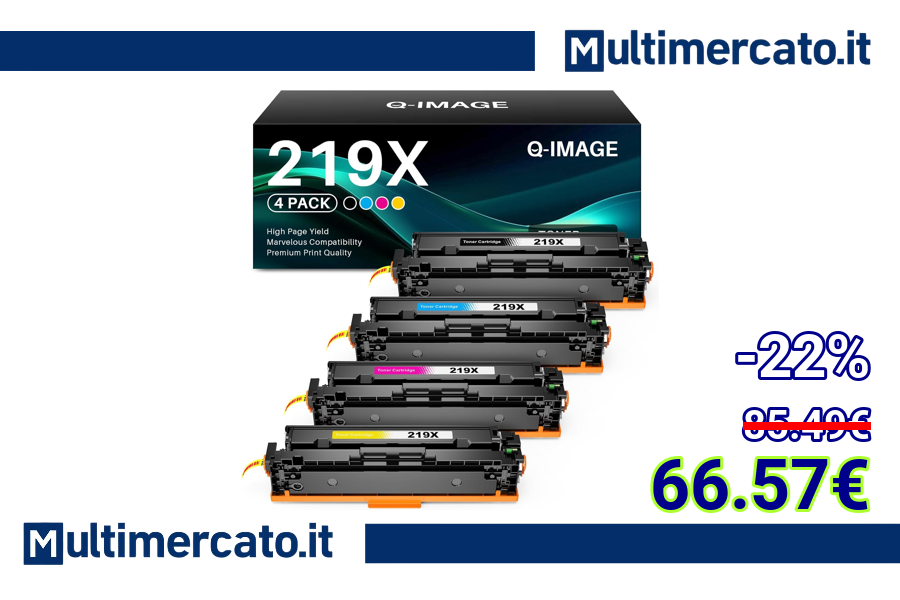 Multimercato.it
Q-IMAGE
219X
Q-IMAGE
4 PACK
High Page Yield
Marvelous Compatibility
Premium Print Quality
TONER
Toner Cartridge 219X
Toner Cartridge 219X
Toner Cartridge 219X
Toner Cartridge 219X
-22%
85.49€
66.57€
Multimercato.it